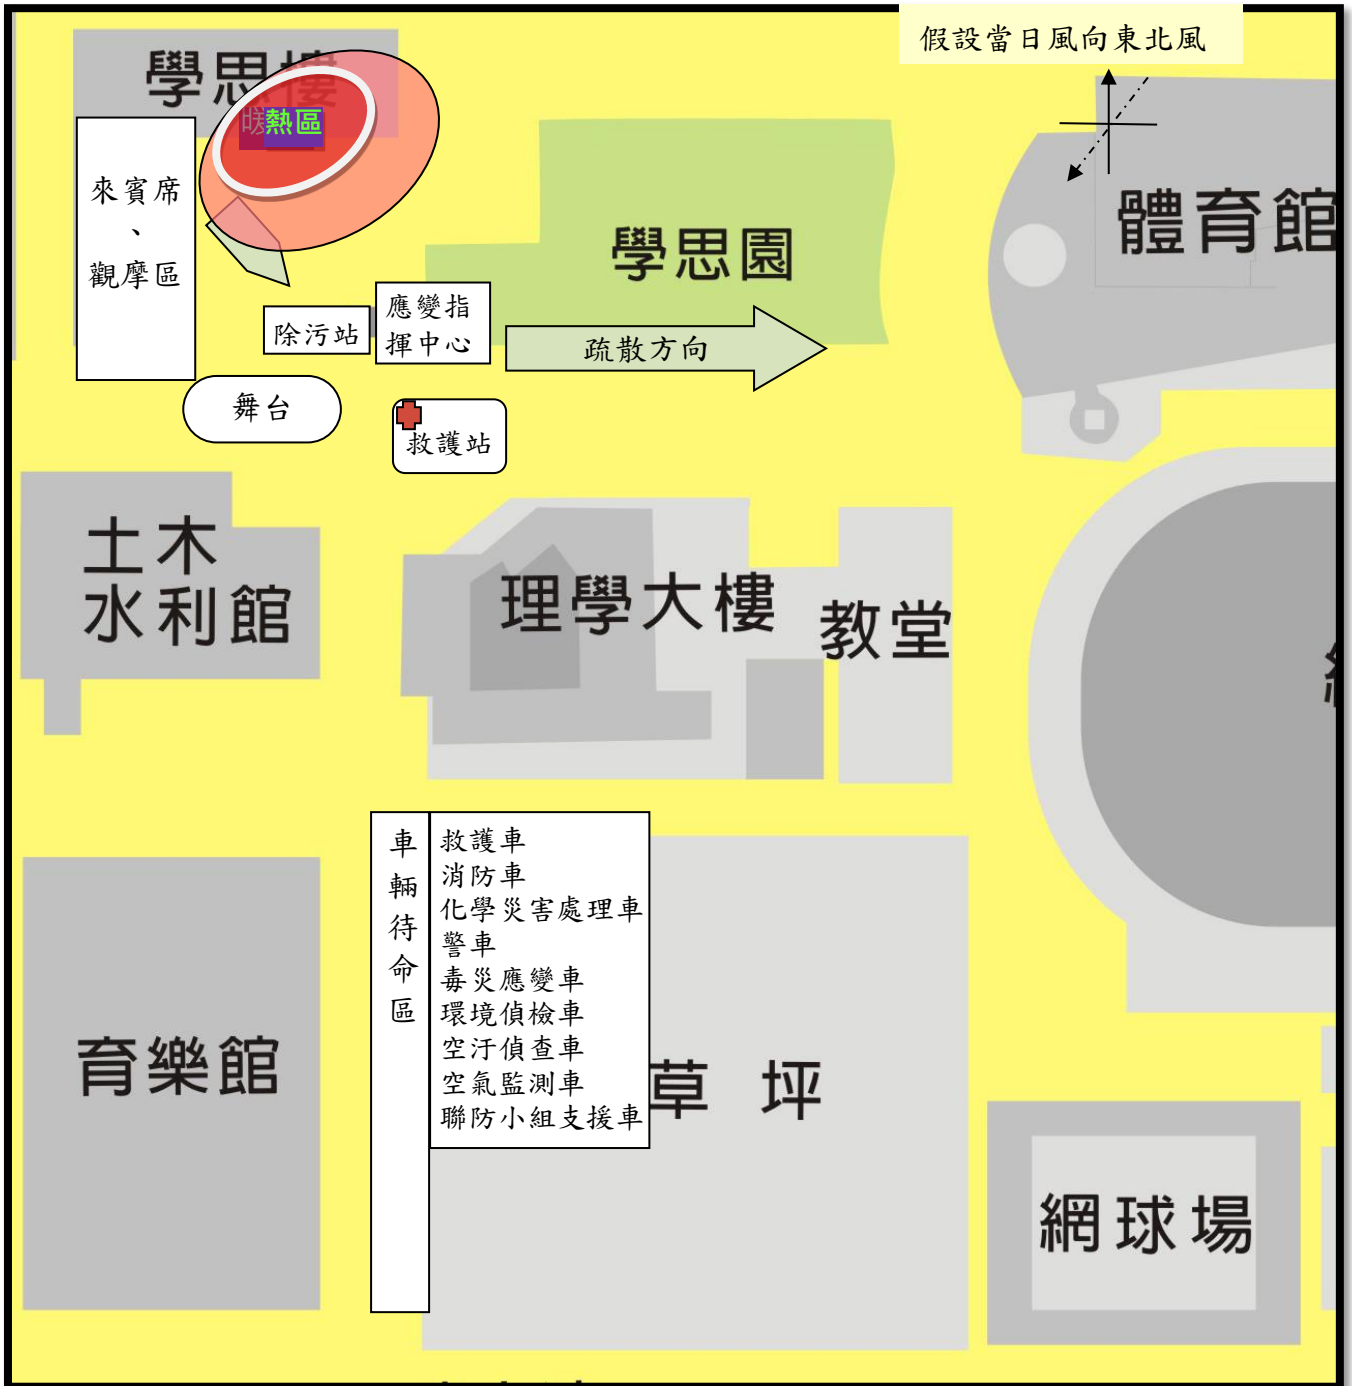 假設當日風向東北風
學思樓
暖
熱區
來賓席
、
觀摩區
學思園
體育館
除污站
應變指
揮中心
疏散方向
舞台
救護站
土木
水利館
理學大樓
教堂
車輛待命區
救護車
消防車
化學災害處理車
警車
毒災應變車
環境偵檢車
空汙偵查車
空氣監測車
聯防小組支援車
育樂館
草坪
網球場